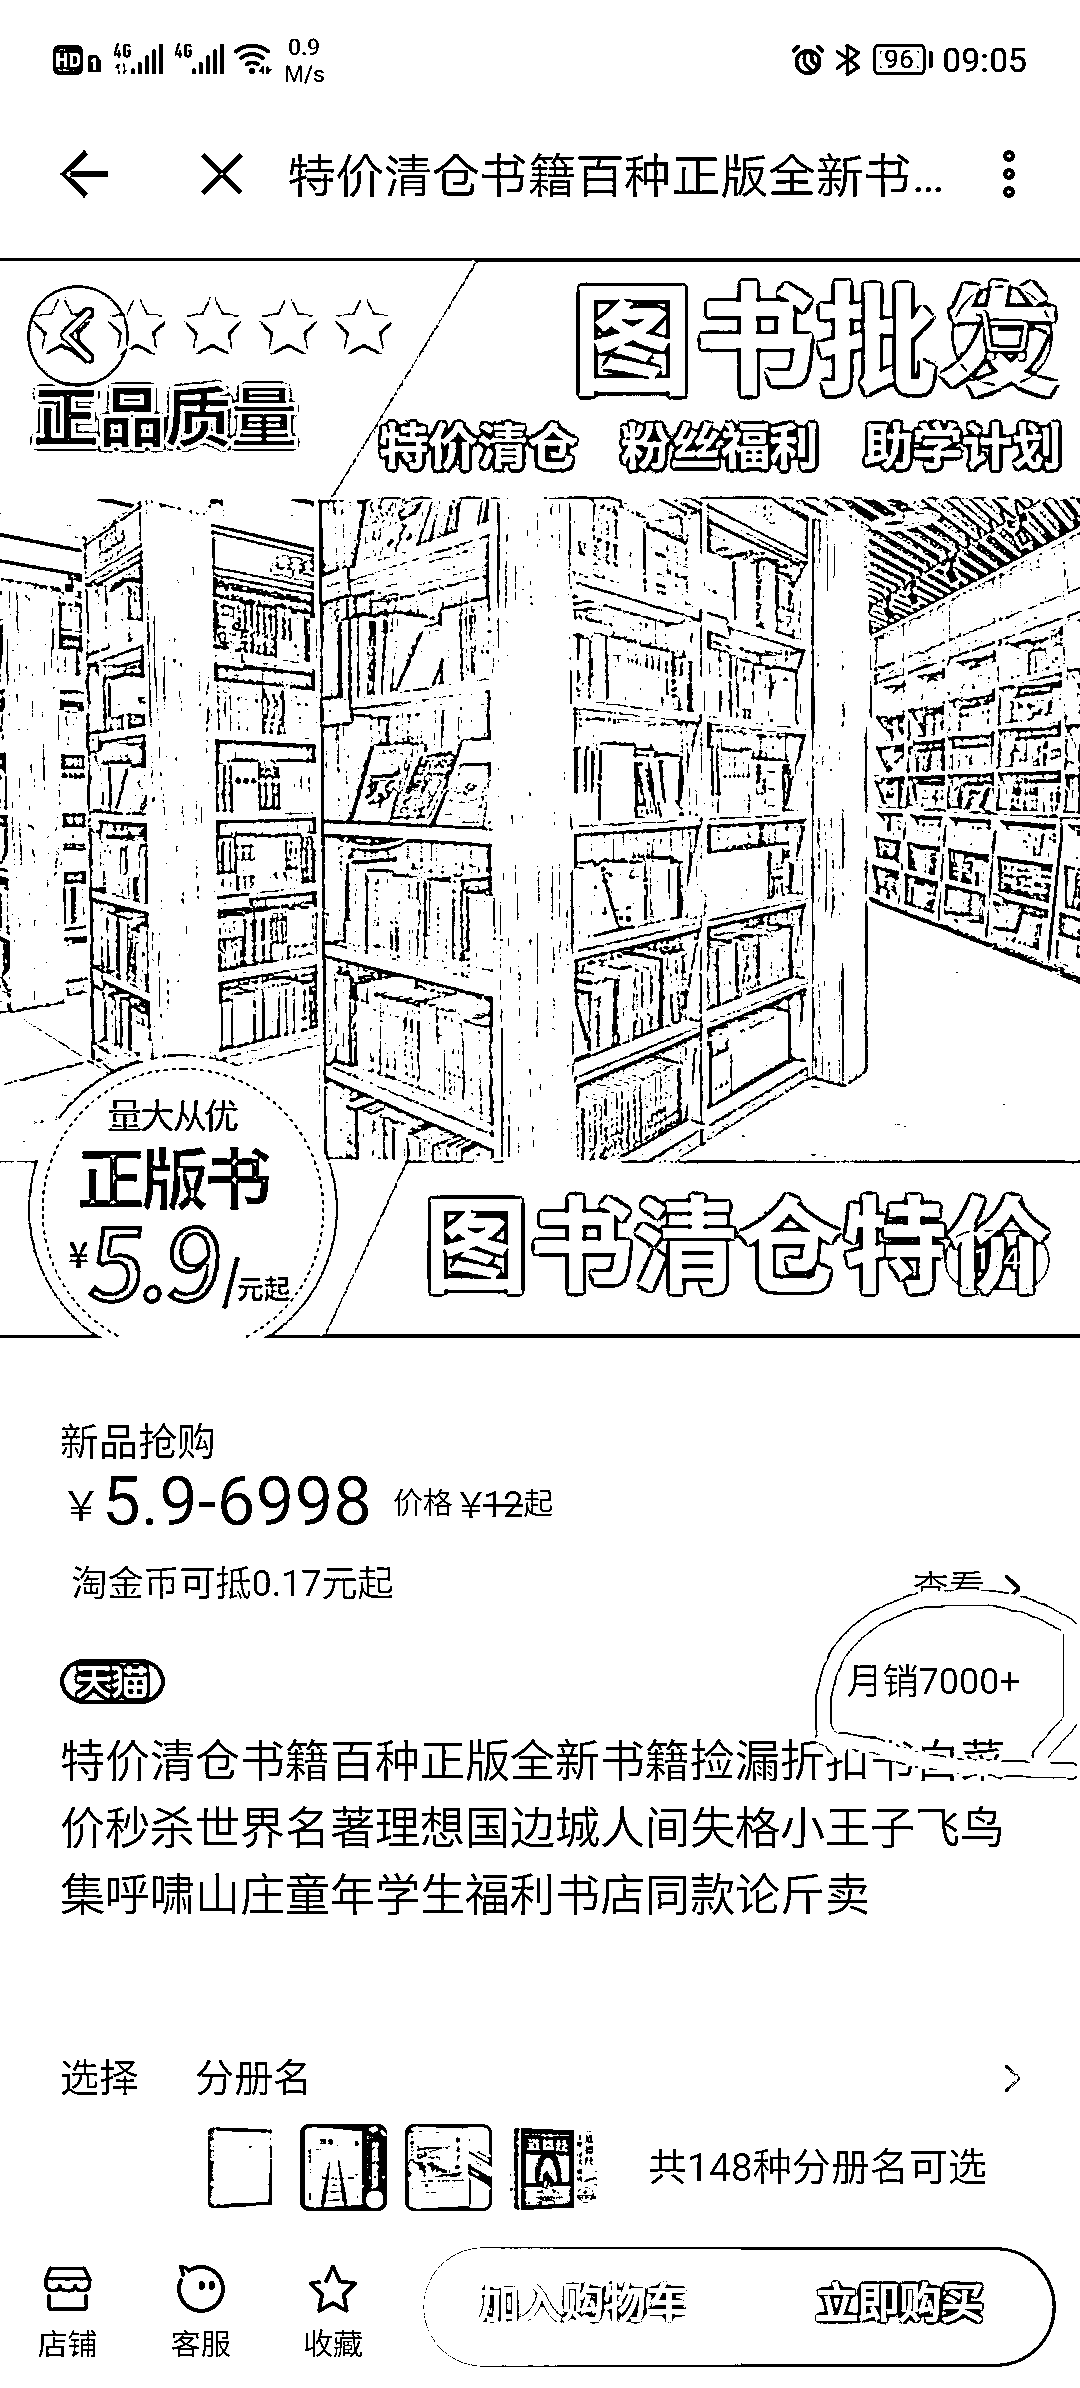 HD 4G 4G 0.9 M/s 96 09:05
特价清仓书籍百种正版全新书...
图书批发
正品质量
特价清仓 粉丝福利 助学计划
量大从优
正版书
¥5.9/元起
图书清仓特价
新品抢购
¥5.9-6998 价格¥12起
淘金币可抵0.17元起
查看
天猫
月销7000+
特价清仓书籍百种正版全新书籍捡漏折扣书白菜
价秒杀世界名著理想国边城人间失格小王子飞鸟
集呼啸山庄童年学生福利书店同款论斤卖
选择 分册名
共148种分册名可选
店铺 客服 收藏 加入购物车 立即购买